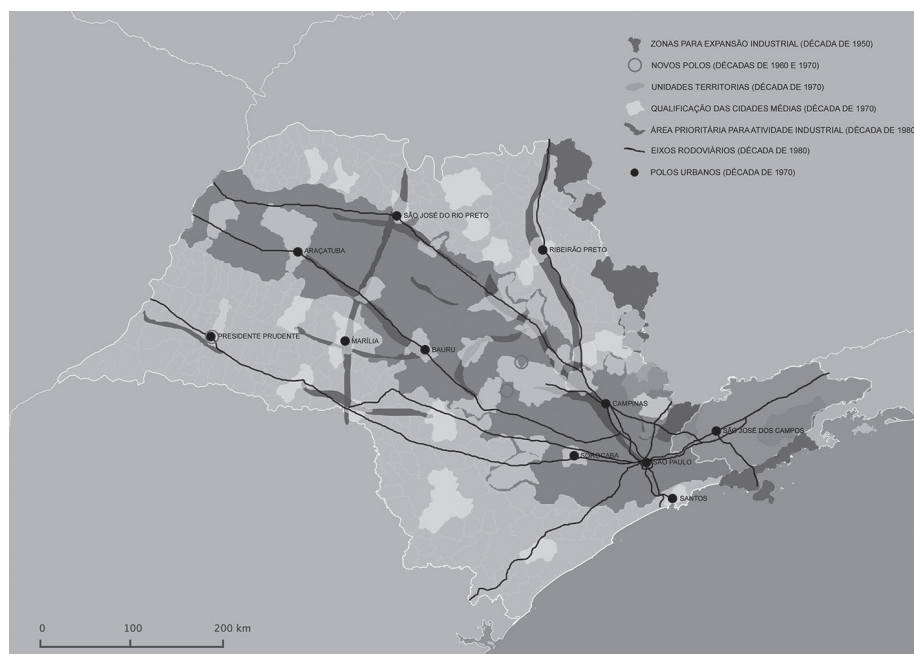 ZONAS PARA EXPANSÃO INDUSTRIAL (DÉCADA DE 1950)
NOVOS POLOS (DÉCADAS DE 1960 E 1970)
UNIDADES TERRITORIAS (DÉCADA DE 1970)
QUALIFICAÇÃO DAS CIDADES MÉDIAS (DÉCADA DE 1970)
ÁREA PRIORITÁRIA PARA ATIVIDADE INDUSTRIAL (DÉCADA DE 1980
EIXOS RODOVIÁRIOS (DÉCADA DE 1980)
POLOS URBANOS (DÉCADA DE 1970)
SÃO JOSÉ DO RIO PRETO
RIBEIRÃO PRETO
ARAÇATUBA
PRESIDENTE PRUDENTE
MARÍLIA
BAURU
CAMPINAS
SÃO JOSÉ DOS CAMPOS
SOROCABA
SÃO PAULO
SANTOS
0 100 200 km